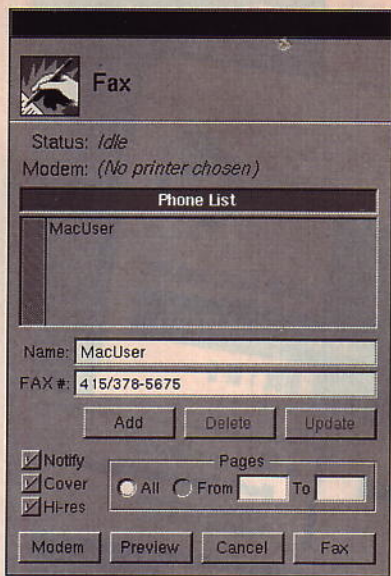 Fax
Status: Idle
Modem: (No printer chosen)
Phone List
MacUser
Name: MacUser
FAX #: 415/378-5675
Add Delete Update
Notify
Cover
Hi-res
Pages
All From To
Modem Preview Cancel Fax